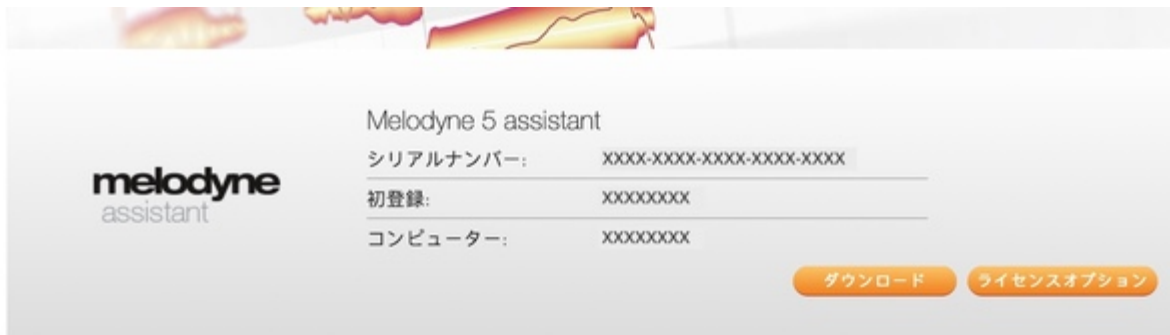 Melodyne 5 assistant
シリアルナンバー: XXXX-XXXX-XXXX-XXXX-XXXX
melodyne
assistant
初登録: XXXXXXXX
コンピューター: XXXXXXXX
ダウンロード ライセンスオプション